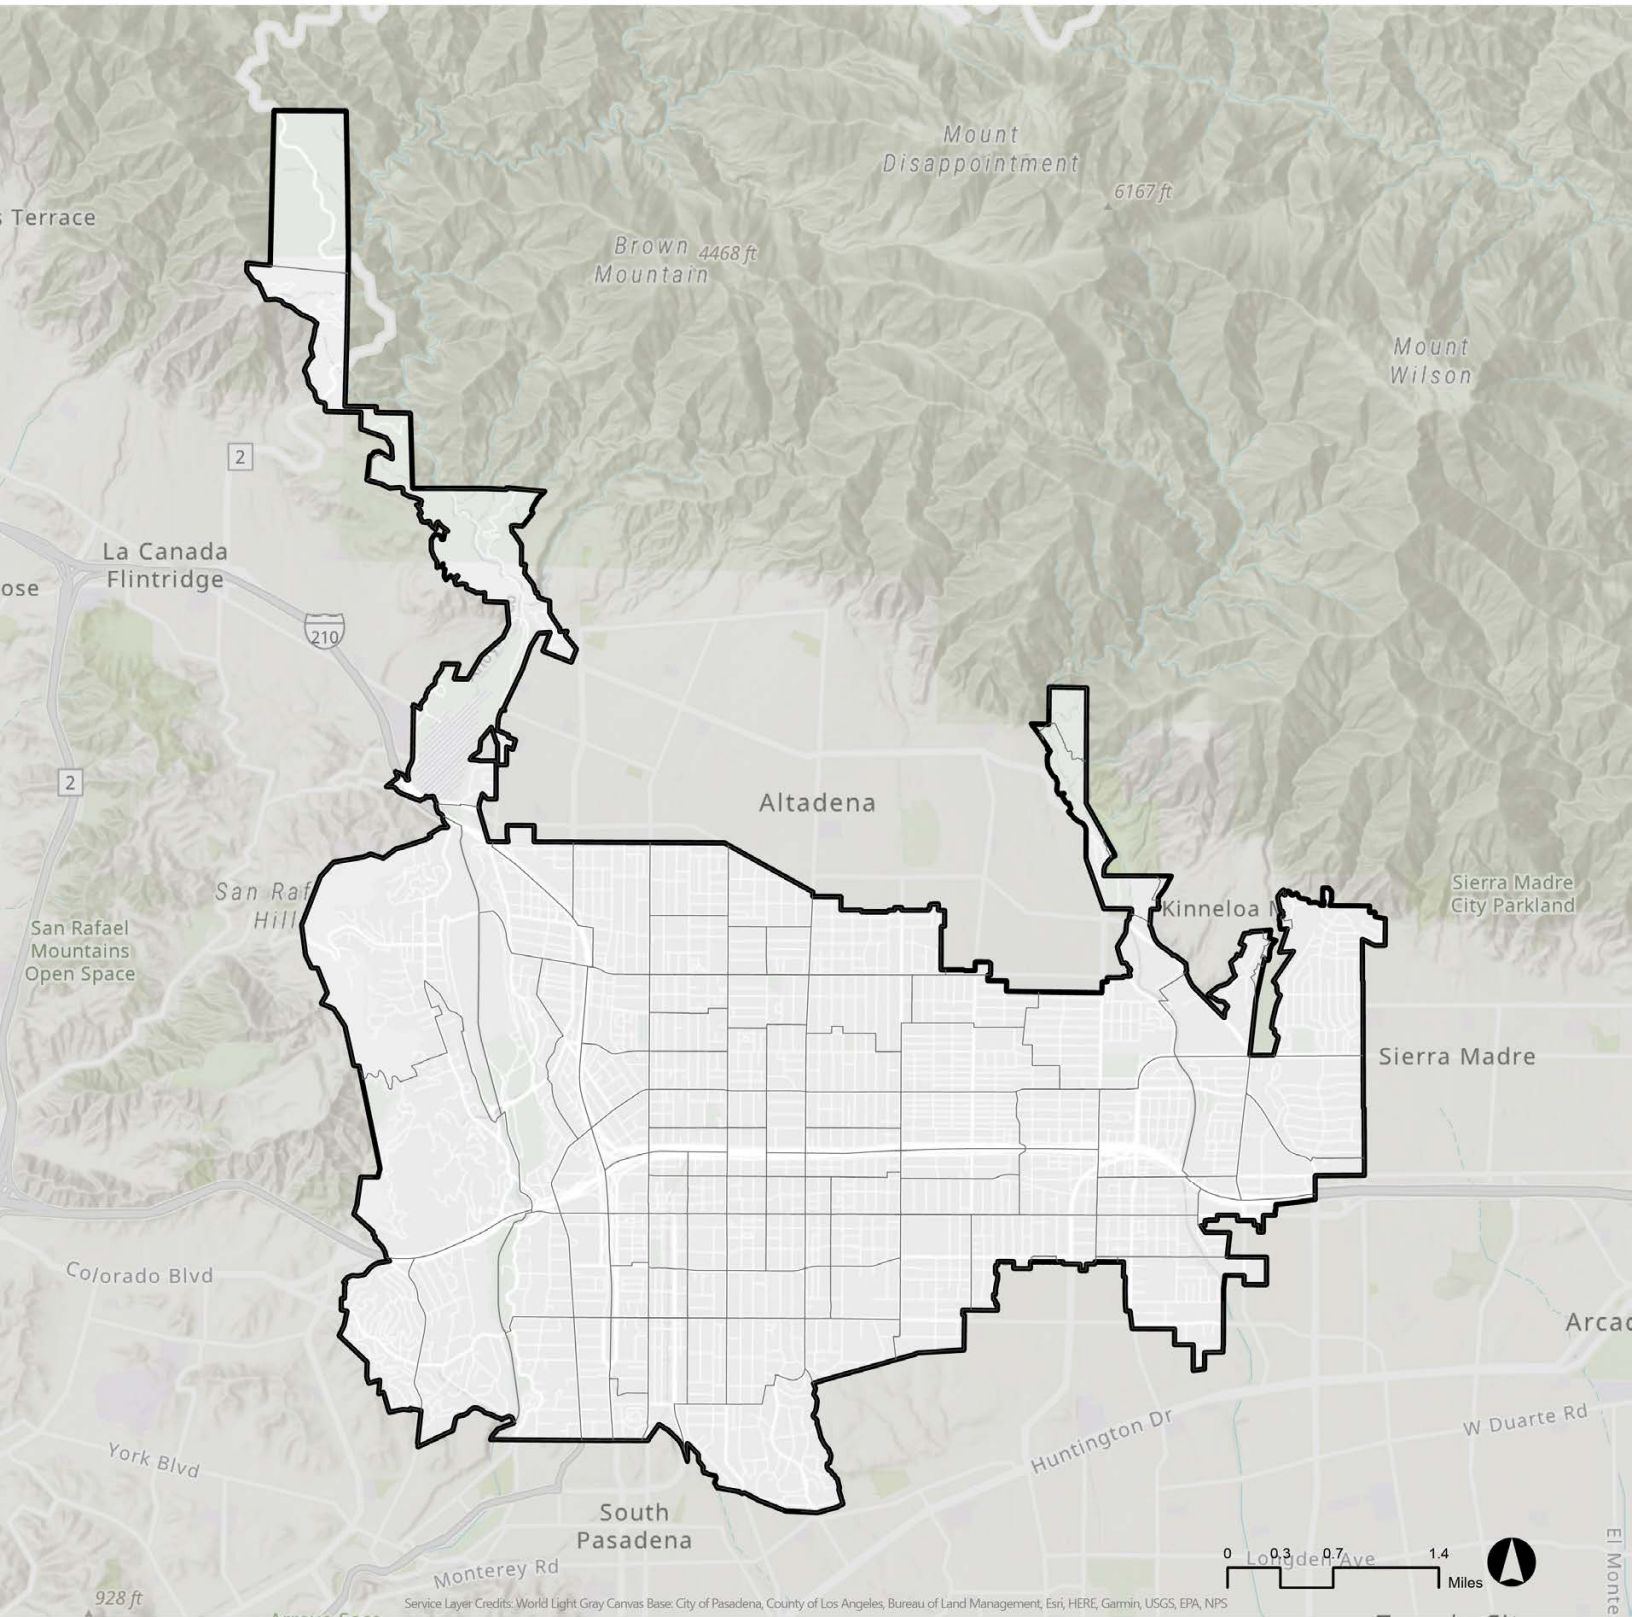 Mount
Disappointment
6167 ft
s Terrace
Brown
Mountain
4468 ft
Mount
Wilson
2
La Canada
Flintridge
ose
210
2
Altadena
San Raf
Hill
San Rafael
Mountains
Open Space
Kinneloa M
Sierra Madre
City Parkland
Sierra Madre
Colorado Blvd
Arcad
York Blvd
Huntington Dr
W Duarte Rd
South
Pasadena
Monterey Rd
El Monte
Longden Ave
0 0.3 0.7 1.4
Miles
928 ft
Service Layer Credits: World Light Gray Canvas Base: City of Pasadena, County of Los Angeles, Bureau of Land Management, Esri, HERE, Garmin, USGS, EPA, NPS